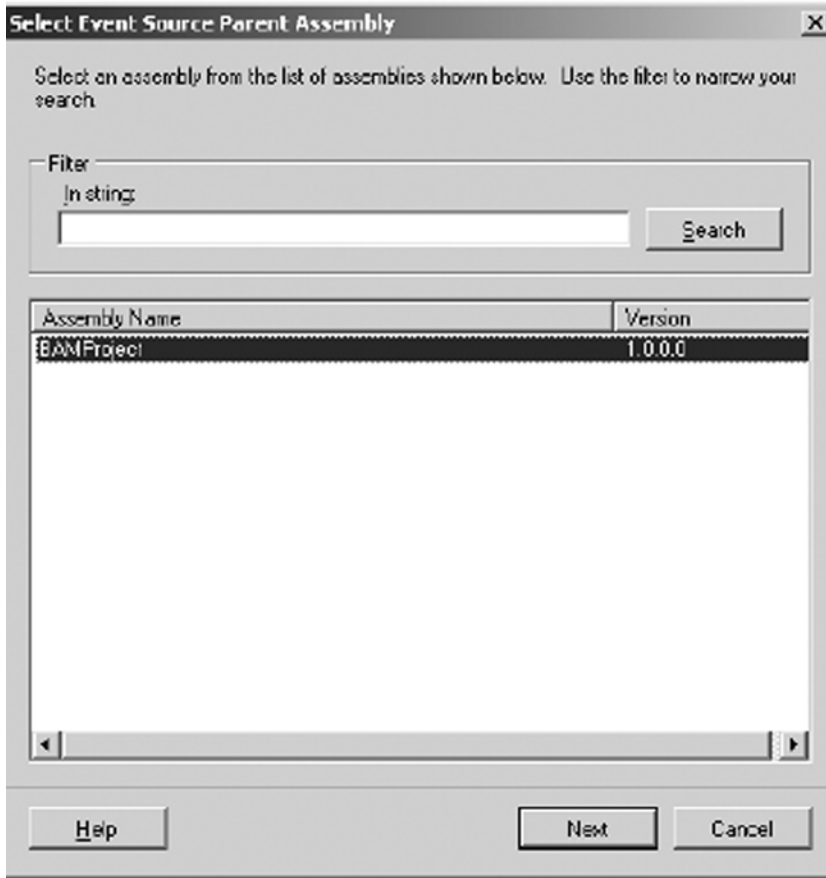 Select Event Source Parent Assembly
Select an assembly from the list of assemblies shown below. Use the filter to narrow your
search.
Filter
In string:
Search
Assembly Name Version
BAMProject 1.0.0.0
Help Next Cancel